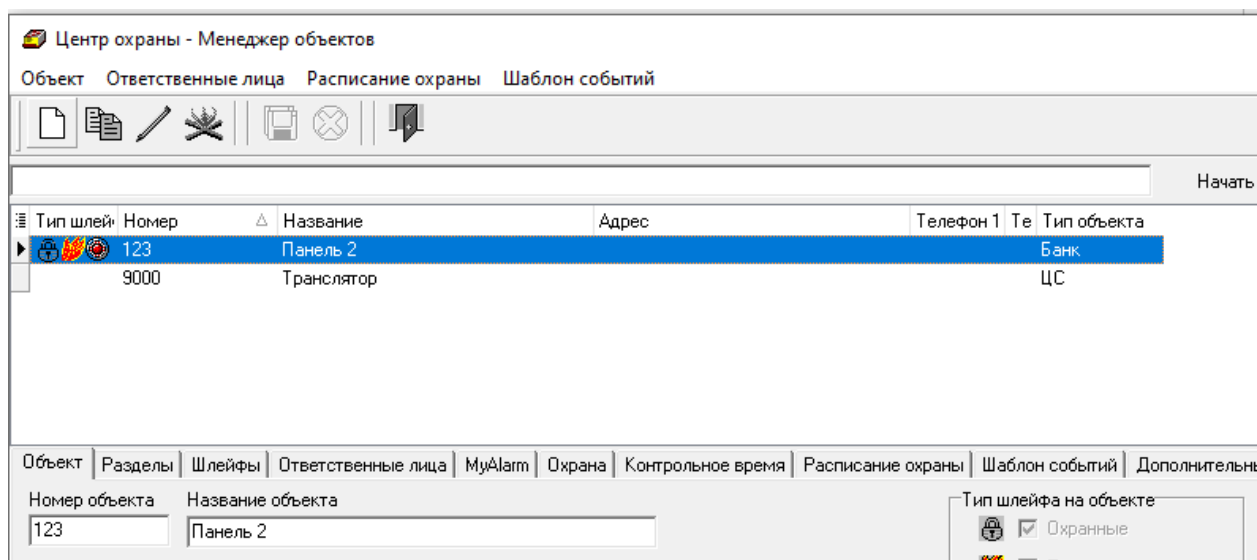 Центр охраны - Менеджер объектов
Объект Ответственные лица Расписание охраны Шаблон событий
Начать
Тип шлей Номер Название Адрес Телефон 1 Те Тип объекта
123 Панель 2 Банк
9000 Транслятор ЦС
Объект Разделы Шлейфы Ответственные лица MyAlarm Охрана Контрольное время Расписание охраны Шаблон событий Дополнительны
Номер объекта Название объекта Тип шлейфа на объекте
123 Панель 2 Охранные